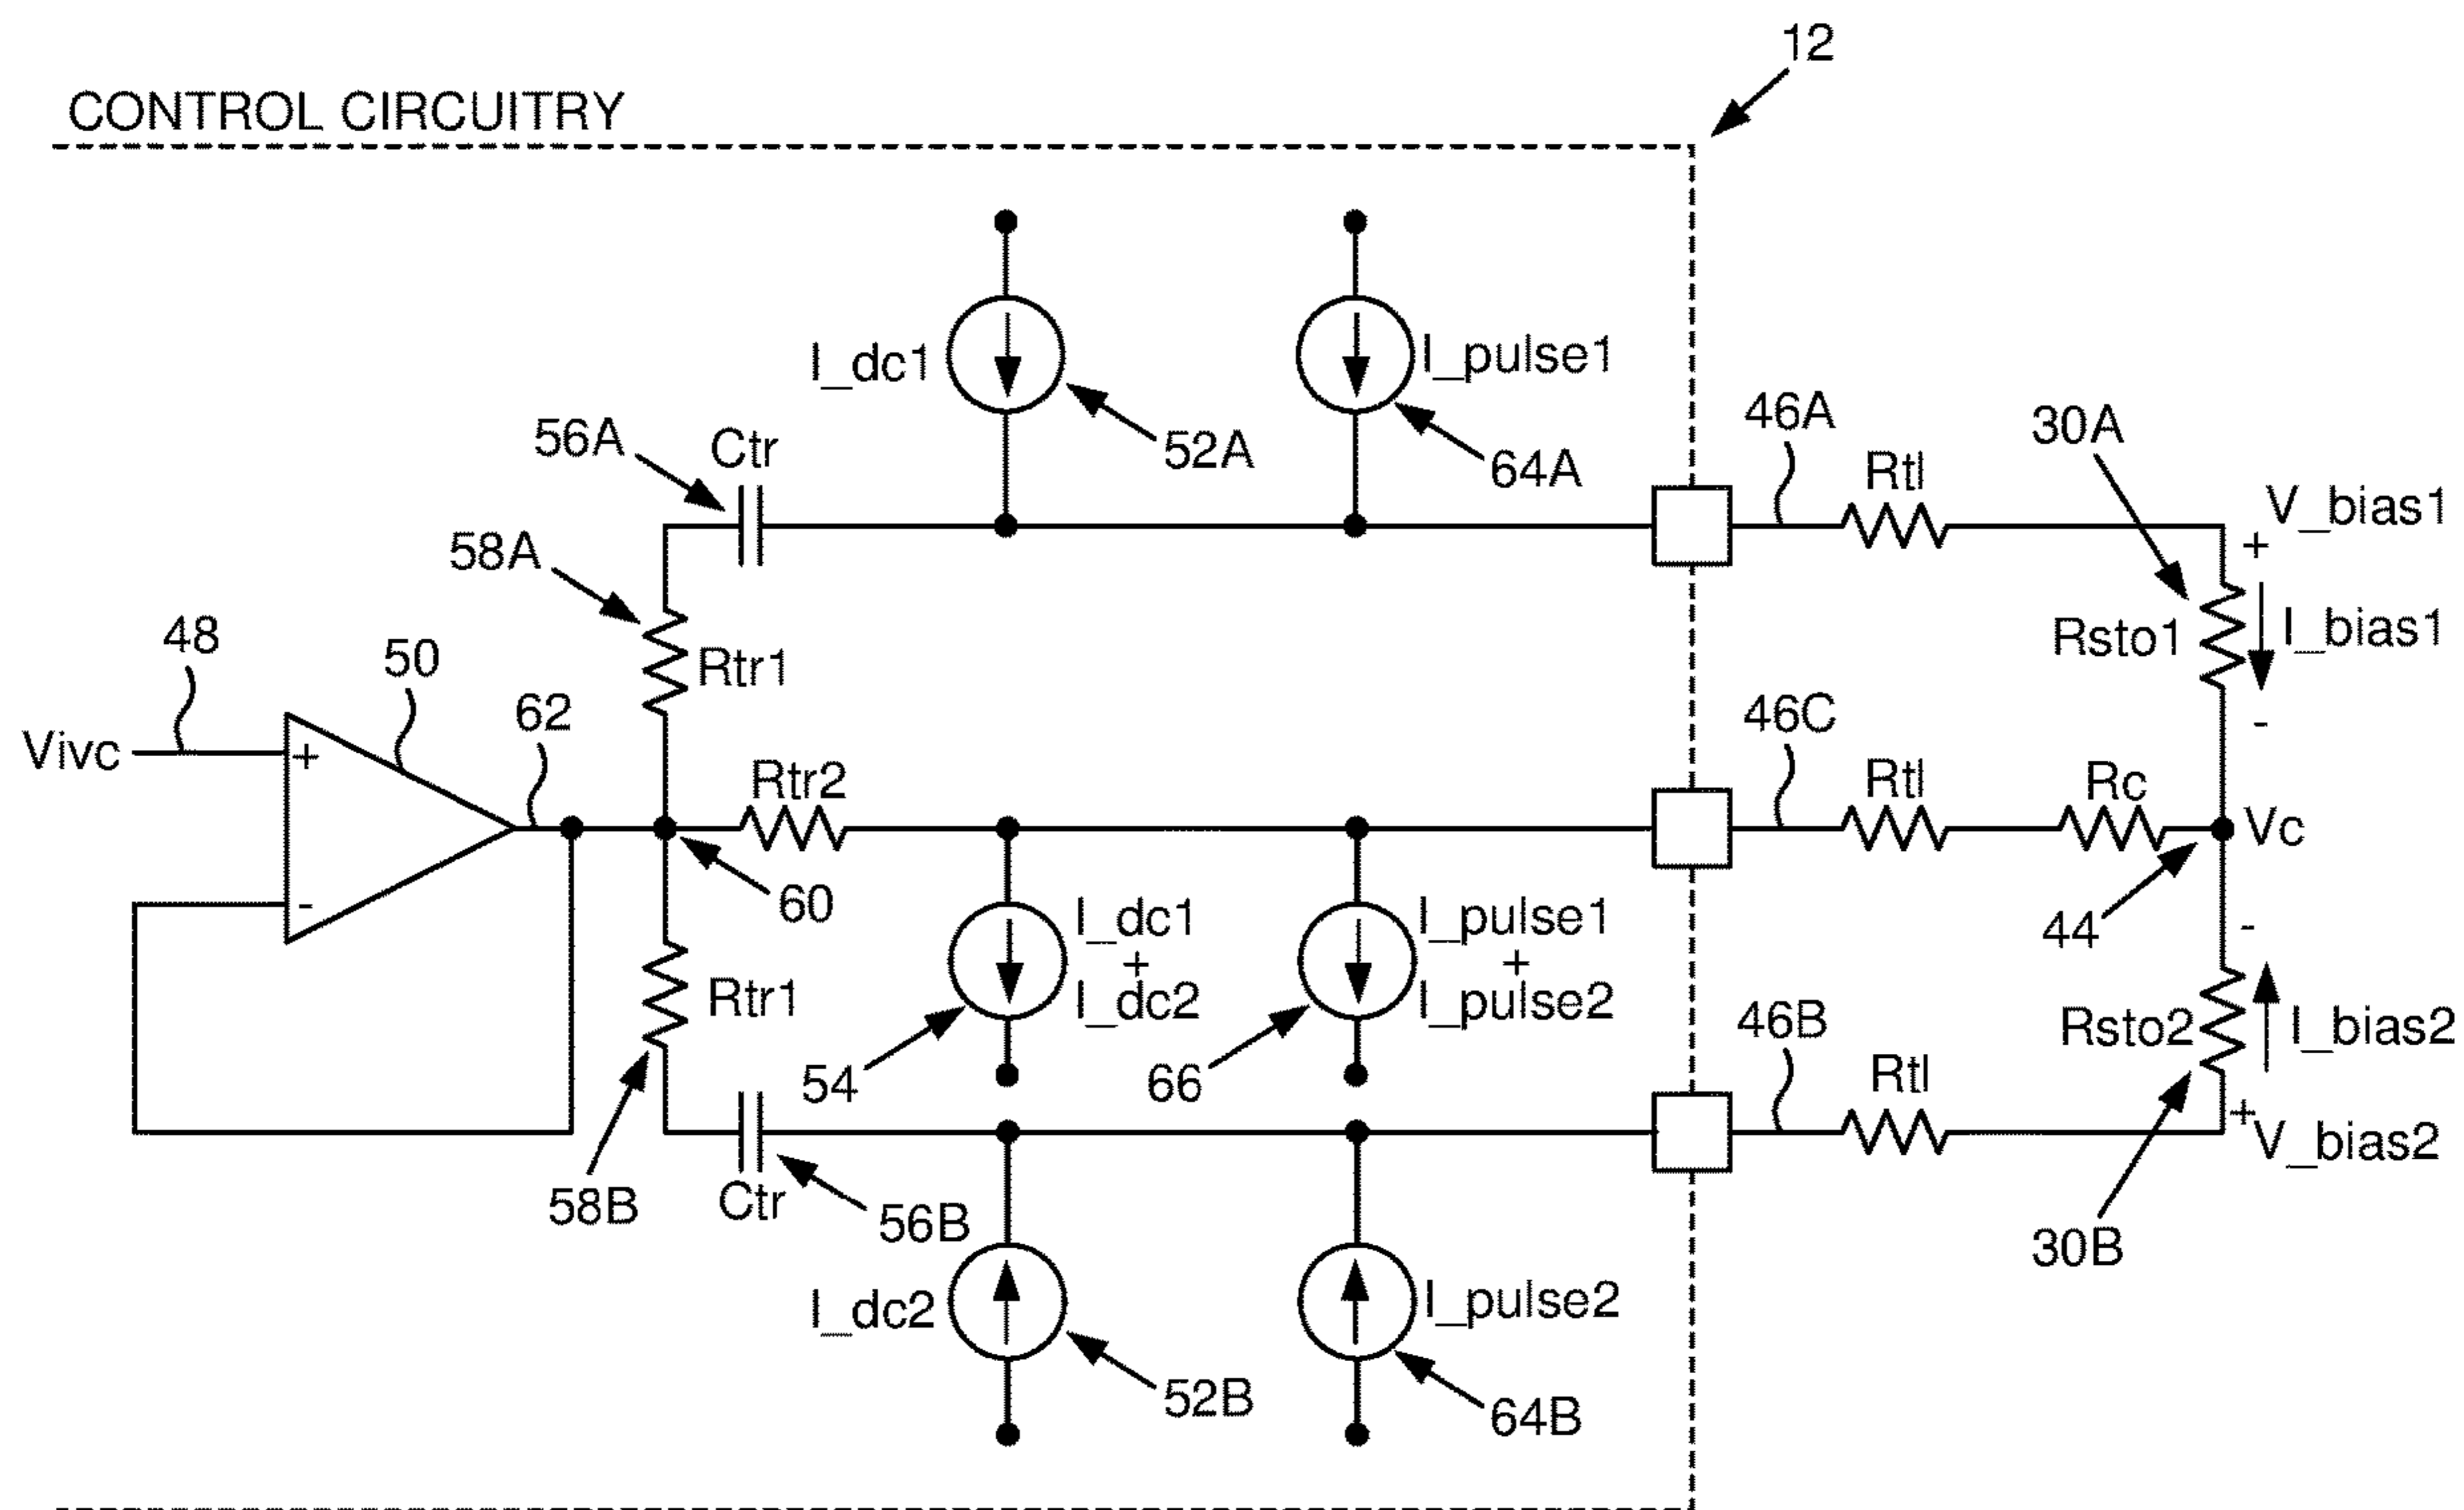 12
CONTROL CIRCUITRY
I_dc1
I_pulse1
52A
64A
56A
Ctr
46A
Rtl
30A
V_bias1
+
58A
Rtr1
Rsto1
I_bias1
-
48
50
62
Vivc
+
-
Rtr2
60
46C
Rtl
Rc
Vc
44
I_dc1
+
I_dc2
I_pulse1
+
I_pulse2
54
66
Rtr1
58B
Ctr
56B
46B
Rtl
-
Rsto2
I_bias2
+
V_bias2
30B
I_dc2
I_pulse2
52B
64B